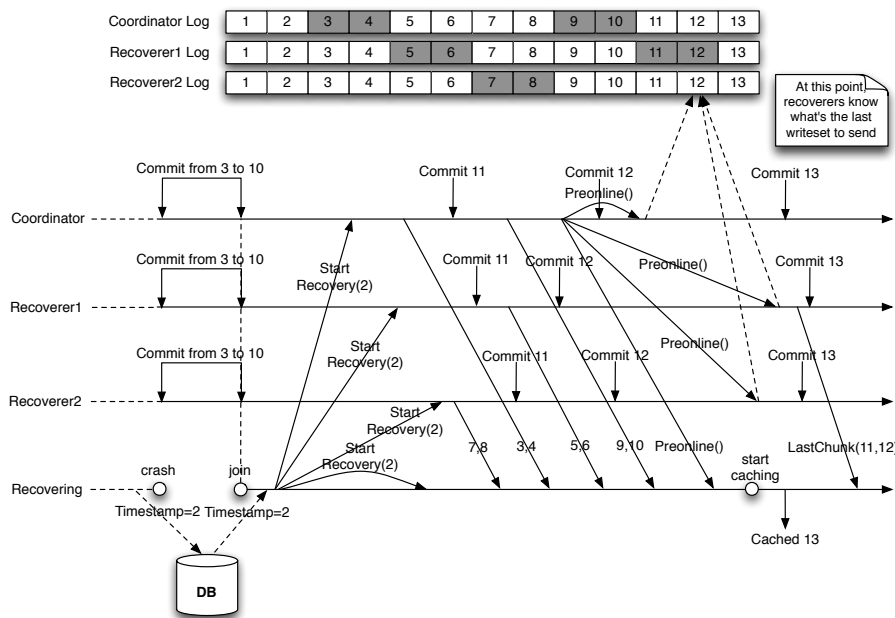 Coordinator Log 1 2 3 4 5 6 7 8 9 10 11 12 13
Recoverer1 Log 1 2 3 4 5 6 7 8 9 10 11 12 13
Recoverer2 Log 1 2 3 4 5 6 7 8 9 10 11 12 13
At this point,
recoverers know
what's the last
writeset to send
Commit from 3 to 10
Commit 11
Commit 12
Preonline()
Commit 13
Coordinator
Start
Recovery(2)
Commit from 3 to 10
Commit 11
Commit 12
Preonline()
Commit 13
Recoverer1
Start
Recovery(2)
Commit from 3 to 10
Commit 11
Commit 12
Preonline()
Commit 13
Recoverer2
Start
Recovery(2)
Start
Recovery(2)
7,8
3,4
5,6
9,10
Preonline()
LastChunk(11,12)
crash
join
start
caching
Recovering
Timestamp=2
Timestamp=2
Cached 13
DB